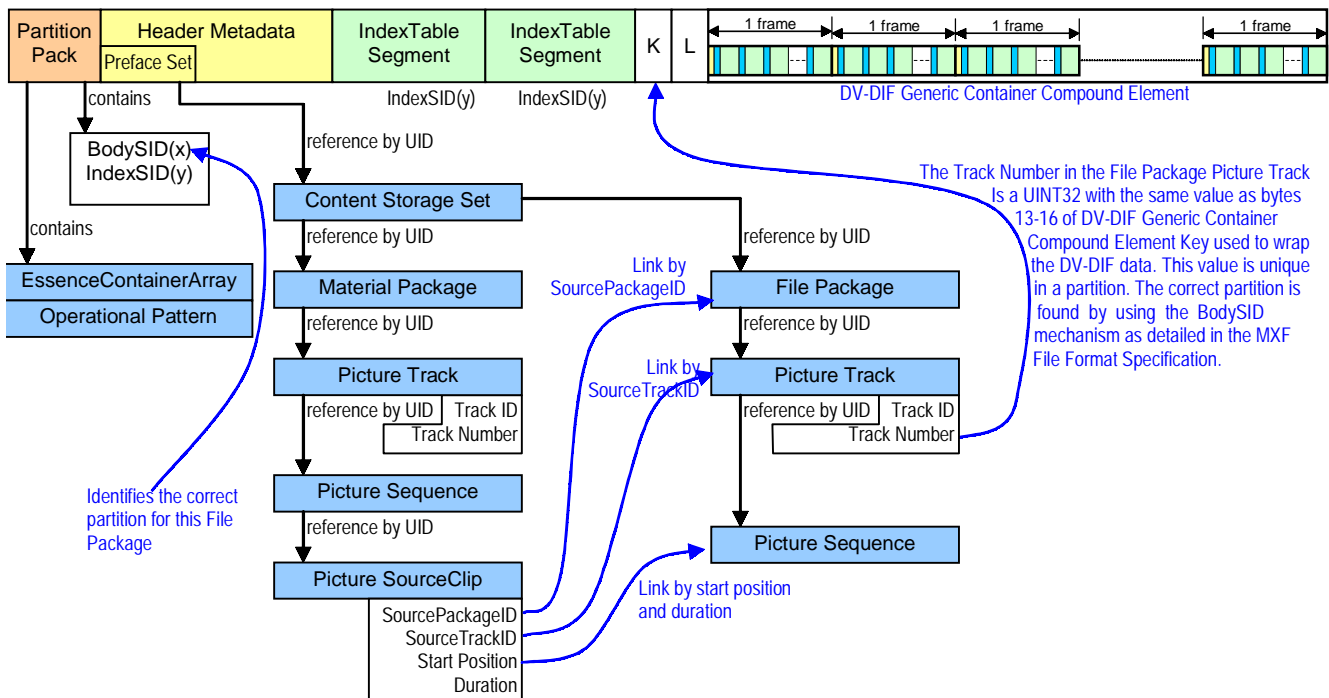 Partition
Pack
Header Metadata
Preface Set
IndexTable
Segment
IndexTable
Segment
K
L
1 frame
1 frame
1 frame
1 frame
IndexSID(y)
IndexSID(y)
DV-DIF Generic Container Compound Element
contains
BodySID(x)
IndexSID(y)
contains
EssenceContainerArray
Operational Pattern
Identifies the correct
partition for this File
Package
reference by UID
Content Storage Set
reference by UID
Material Package
reference by UID
Picture Track
reference by UID
Track ID
Track Number
Picture Sequence
reference by UID
Picture SourceClip
SourcePackageID
SourceTrackID
Start Position
Duration
Link by
SourcePackageID
Link by
SourceTrackID
Link by start position
and duration
reference by UID
File Package
reference by UID
Picture Track
reference by UID
Track ID
Track Number
Picture Sequence
The Track Number in the File Package Picture Track
Is a UINT32 with the same value as bytes
13-16 of DV-DIF Generic Container
Compound Element Key used to wrap
the DV-DIF data. This value is unique
in a partition. The correct partition is
found by using the BodySID
mechanism as detailed in the MXF
File Format Specification.